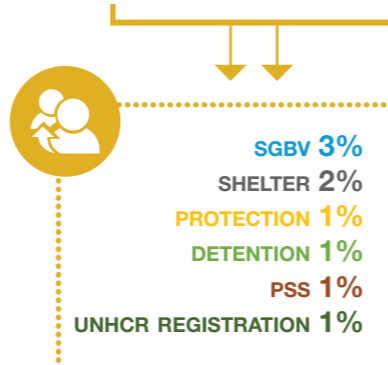 SGBV 3%
SHELTER 2%
PROTECTION 1%
DETENTION 1%
PSS 1%
UNHCR REGISTRATION 1%